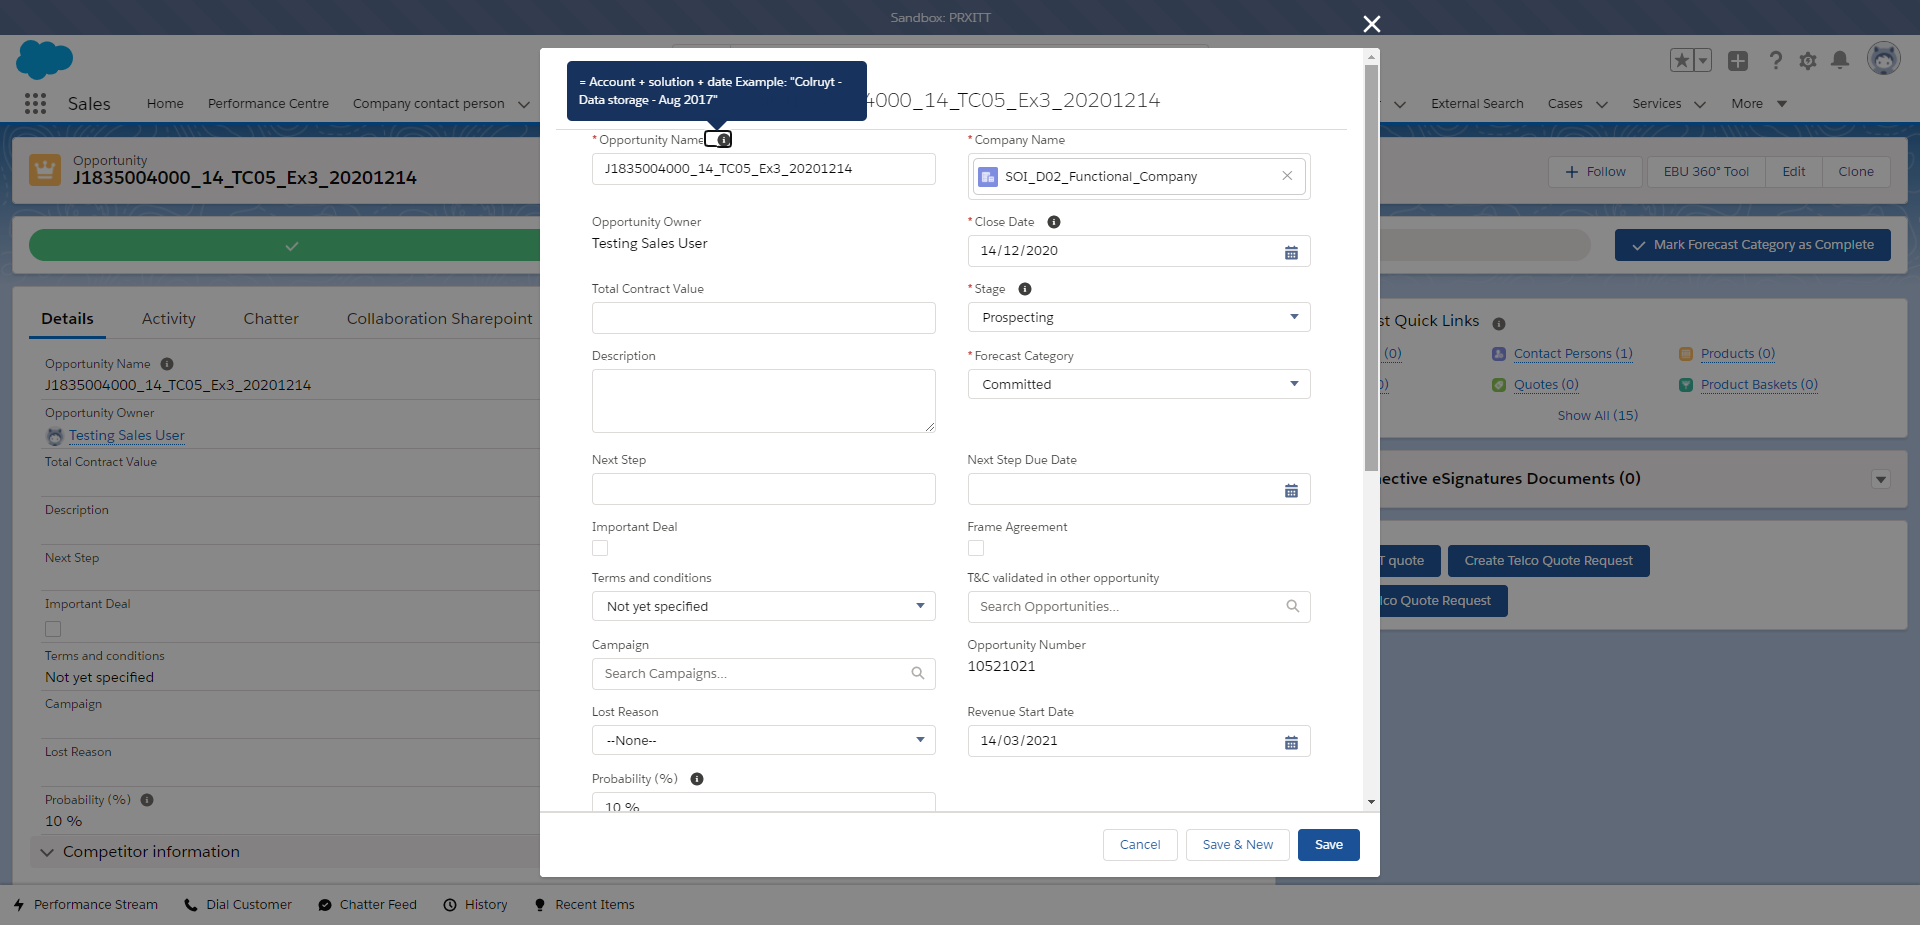 Sandbox: PRXITT
Sales
Home
Performance Centre
Company contact person
External Search
Cases
Services
More
= Account + solution + date Example: "Colruyt -
Data storage - Aug 2017"
4000_14_TC05_Ex3_20201214
Opportunity
J1835004000_14_TC05_Ex3_20201214
Follow
EBU 360° Tool
Edit
Clone
Mark Forecast Category as Complete
Details
Activity
Chatter
Collaboration Sharepoint
Opportunity Name
J1835004000_14_TC05_Ex3_20201214
Opportunity Owner
Testing Sales User
Total Contract Value
Description
Next Step
Important Deal
Terms and conditions
Not yet specified
Campaign
Lost Reason
Probability (%)
10 %
Competitor information
* Opportunity Name
J1835004000_14_TC05_Ex3_20201214
* Company Name
SOI_D02_Functional_Company
Opportunity Owner
Testing Sales User
* Close Date
14/12/2020
Total Contract Value
* Stage
Prospecting
Description
* Forecast Category
Committed
Next Step
Next Step Due Date
Important Deal
Frame Agreement
Terms and conditions
Not yet specified
T&C validated in other opportunity
Search Opportunities...
Campaign
Search Campaigns...
Opportunity Number
10521021
Lost Reason
--None--
Revenue Start Date
14/03/2021
Probability (%)
10 %
Cancel
Save & New
Save
st Quick Links
(0)
Contact Persons (1)
Products (0)
0)
Quotes (0)
Product Baskets (0)
Show All (15)
ective eSignatures Documents (0)
T quote
Create Telco Quote Request
lco Quote Request
Performance Stream
Dial Customer
Chatter Feed
History
Recent Items